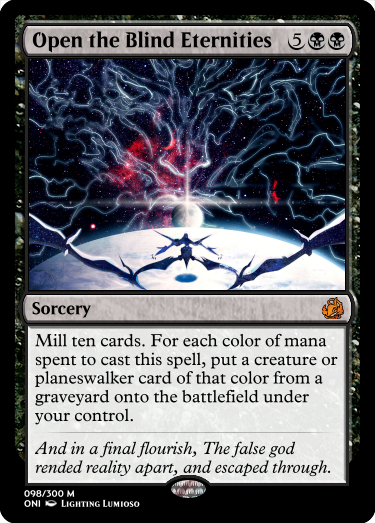 Open the Blind Eternities 5
Sorcery
Mill ten cards. For each color of mana
spent to cast this spell, put a creature or
planeswalker card of that color from a
graveyard onto the battlefield under
your control.
And in a final flourish, The false god
rended reality apart, and escaped through.
098/300 M
ONI LIGHTING LUMIOSO